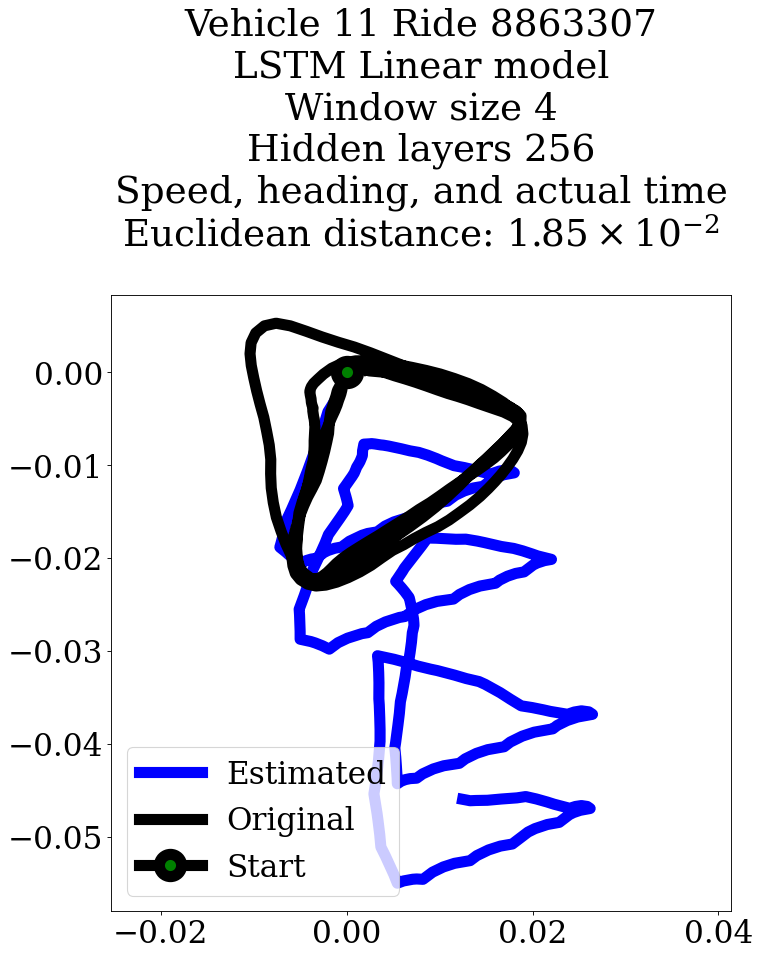 Vehicle 11 Ride 8863307
LSTM Linear model
Window size 4
Hidden layers 256
Speed, heading, and actual time
Euclidean distance: 1.85 × 10⁻²
0.00
−0.01
−0.02
−0.03
−0.04
−0.05
Estimated
Original
Start
−0.02 0.00 0.02 0.04